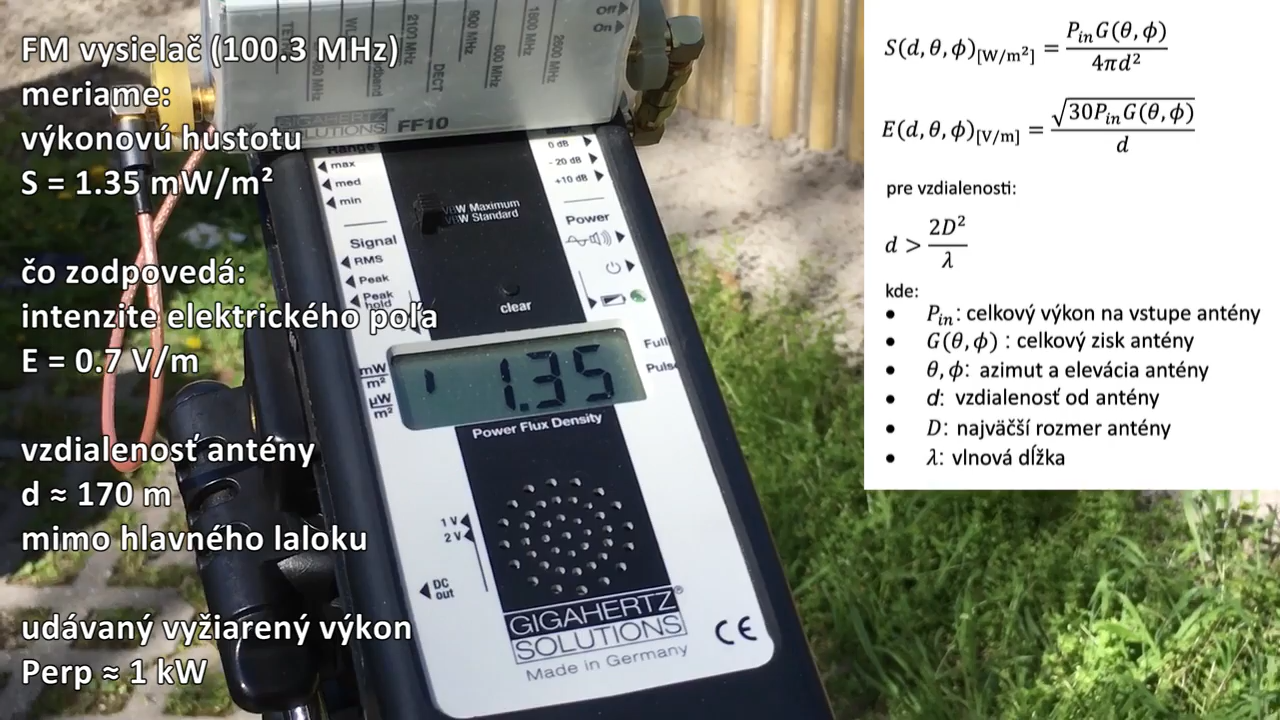 FM vysielač (100.3 MHz)
meriame:
výkonovú hustotu
S = 1.35 mW/m²
čo zodpovedá:
intenzite elektrického poľa
E = 0.7 V/m
vzdialenosť antény
d ≈ 170 m
mimo hlavného laloku
udávaný vyžiarený výkon
Perp ≈ 1 kW
2100 MHz
DECT
900 MHz
600 MHz
1800 MHz
2600 MHz
Off
On
GIGAHERTZ
SOLUTIONS
FF10
Range
max
med
min
0 dB
- 20 dB
+10 dB
VBW Maximum
VBW Standard
Power
Signal
RMS
Peak
Peak
hold
clear
mW
m²
µW
m²
1.35
Full
Pulse
Power Flux Density
1 V
2 V
DC
out
GIGAHERTZ®
SOLUTIONS
Made in Germany
CE
S(d, θ, ϕ)[W/m²] = PinG(θ, ϕ) / 4πd²
E(d, θ, ϕ)[V/m] = √30PinG(θ, ϕ) / d
pre vzdialenosti:
d > 2D² / λ
kde:
• Pin: celkový výkon na vstupe antény
• G(θ, ϕ) : celkový zisk antény
• θ, ϕ: azimut a elevácia antény
• d: vzdialenosť od antény
• D: najväčší rozmer antény
• λ: vlnová dĺžka